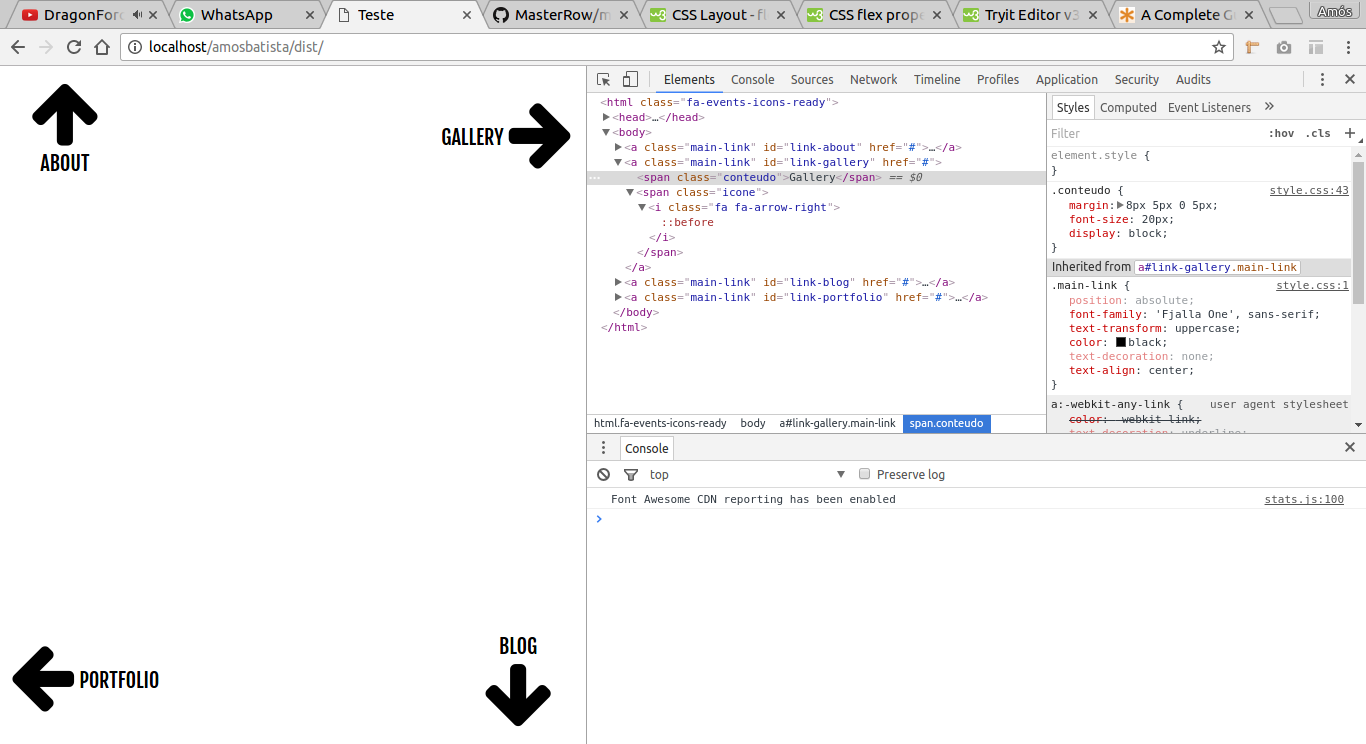 DragonFor
WhatsApp
Teste
MasterRow/m
CSS Layout - fl
CSS flex prop
Tryit Editor v3
A Complete G
Amós
localhost/amosbatista/dist/
ABOUT
GALLERY
PORTFOLIO
BLOG
Elements Console Sources Network Timeline Profiles Application Security Audits
<html class="fa-events-icons-ready">
<head>…</head>
<body>
<a class="main-link" id="link-about" href="#">…</a>
<a class="main-link" id="link-gallery" href="#">
<span class="conteudo">Gallery</span> == $0
<span class="icone">
<i class="fa fa-arrow-right">
::before
</i>
</span>
</a>
<a class="main-link" id="link-blog" href="#">…</a>
<a class="main-link" id="link-portfolio" href="#">…</a>
</body>
</html>
html.fa-events-icons-ready body a#link-gallery.main-link span.conteudo
Styles Computed Event Listeners »
Filter :hov .cls +
element.style {
}
.conteudo { style.css:43
margin: 8px 5px 0 5px;
font-size: 20px;
display: block;
}
Inherited from a#link-gallery.main-link
.main-link { style.css:1
position: absolute;
font-family: 'Fjalla One', sans-serif;
text-transform: uppercase;
color: black;
text-decoration: none;
text-align: center;
}
a:-webkit-any-link { user agent stylesheet
color: -webkit-link;
text-decoration: underline;
Console
top Preserve log
Font Awesome CDN reporting has been enabled stats.js:100